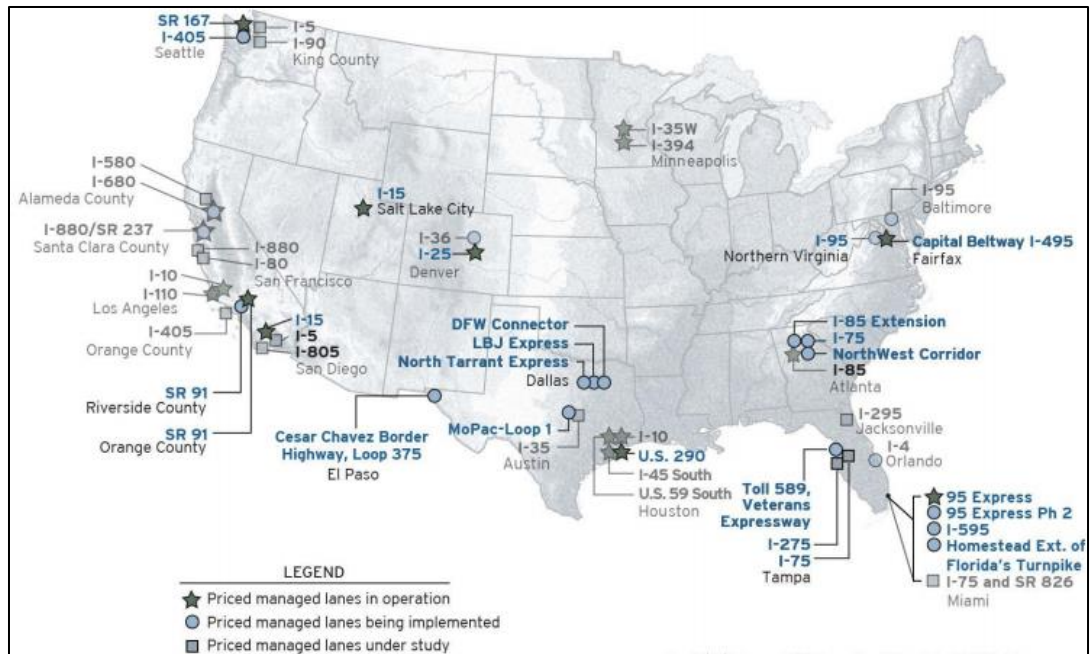 SR 167
I-405
Seattle
I-5
I-90
King County
I-35W
I-394
Minneapolis
I-580
I-680
Alameda County
I-880/SR 237
Santa Clara County
I-880
I-80
San Francisco
I-10
I-110
Los Angeles
I-405
Orange County
I-15
Salt Lake City
I-36
I-25
Denver
I-95
Baltimore
I-95
Northern Virginia
Capital Beltway I-495
Fairfax
I-15
I-5
I-805
San Diego
SR 91
Riverside County
SR 91
Orange County
DFW Connector
LBJ Express
North Tarrant Express
Dallas
I-85 Extension
I-75
NorthWest Corridor
I-85
Atlanta
Cesar Chavez Border
Highway, Loop 375
El Paso
MoPac-Loop 1
I-35
Austin
I-10
U.S. 290
I-45 South
U.S. 59 South
Houston
I-295
Jacksonville
I-4
Orlando
Toll 589,
Veterans
Expressway
I-275
I-75
Tampa
95 Express
95 Express Ph 2
I-595
Homestead Ext. of
Florida's Turnpike
I-75 and SR 826
Miami
LEGEND
Priced managed lanes in operation
Priced managed lanes being implemented
Priced managed lanes under study